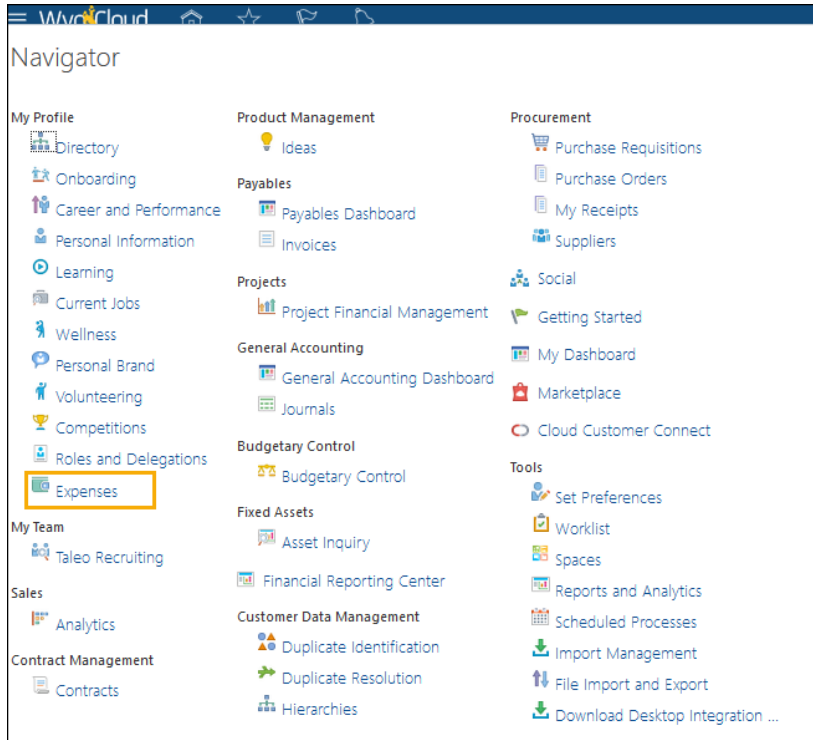 WyoCloud
Navigator
My Profile
Directory
Onboarding
Career and Performance
Personal Information
Learning
Current Jobs
Wellness
Personal Brand
Volunteering
Competitions
Roles and Delegations
Expenses
My Team
Taleo Recruiting
Sales
Analytics
Contract Management
Contracts
Product Management
Ideas
Payables
Payables Dashboard
Invoices
Projects
Project Financial Management
General Accounting
General Accounting Dashboard
Journals
Budgetary Control
Budgetary Control
Fixed Assets
Asset Inquiry
Financial Reporting Center
Customer Data Management
Duplicate Identification
Duplicate Resolution
Hierarchies
Procurement
Purchase Requisitions
Purchase Orders
My Receipts
Suppliers
Social
Getting Started
My Dashboard
Marketplace
Cloud Customer Connect
Tools
Set Preferences
Worklist
Spaces
Reports and Analytics
Scheduled Processes
Import Management
File Import and Export
Download Desktop Integration ...